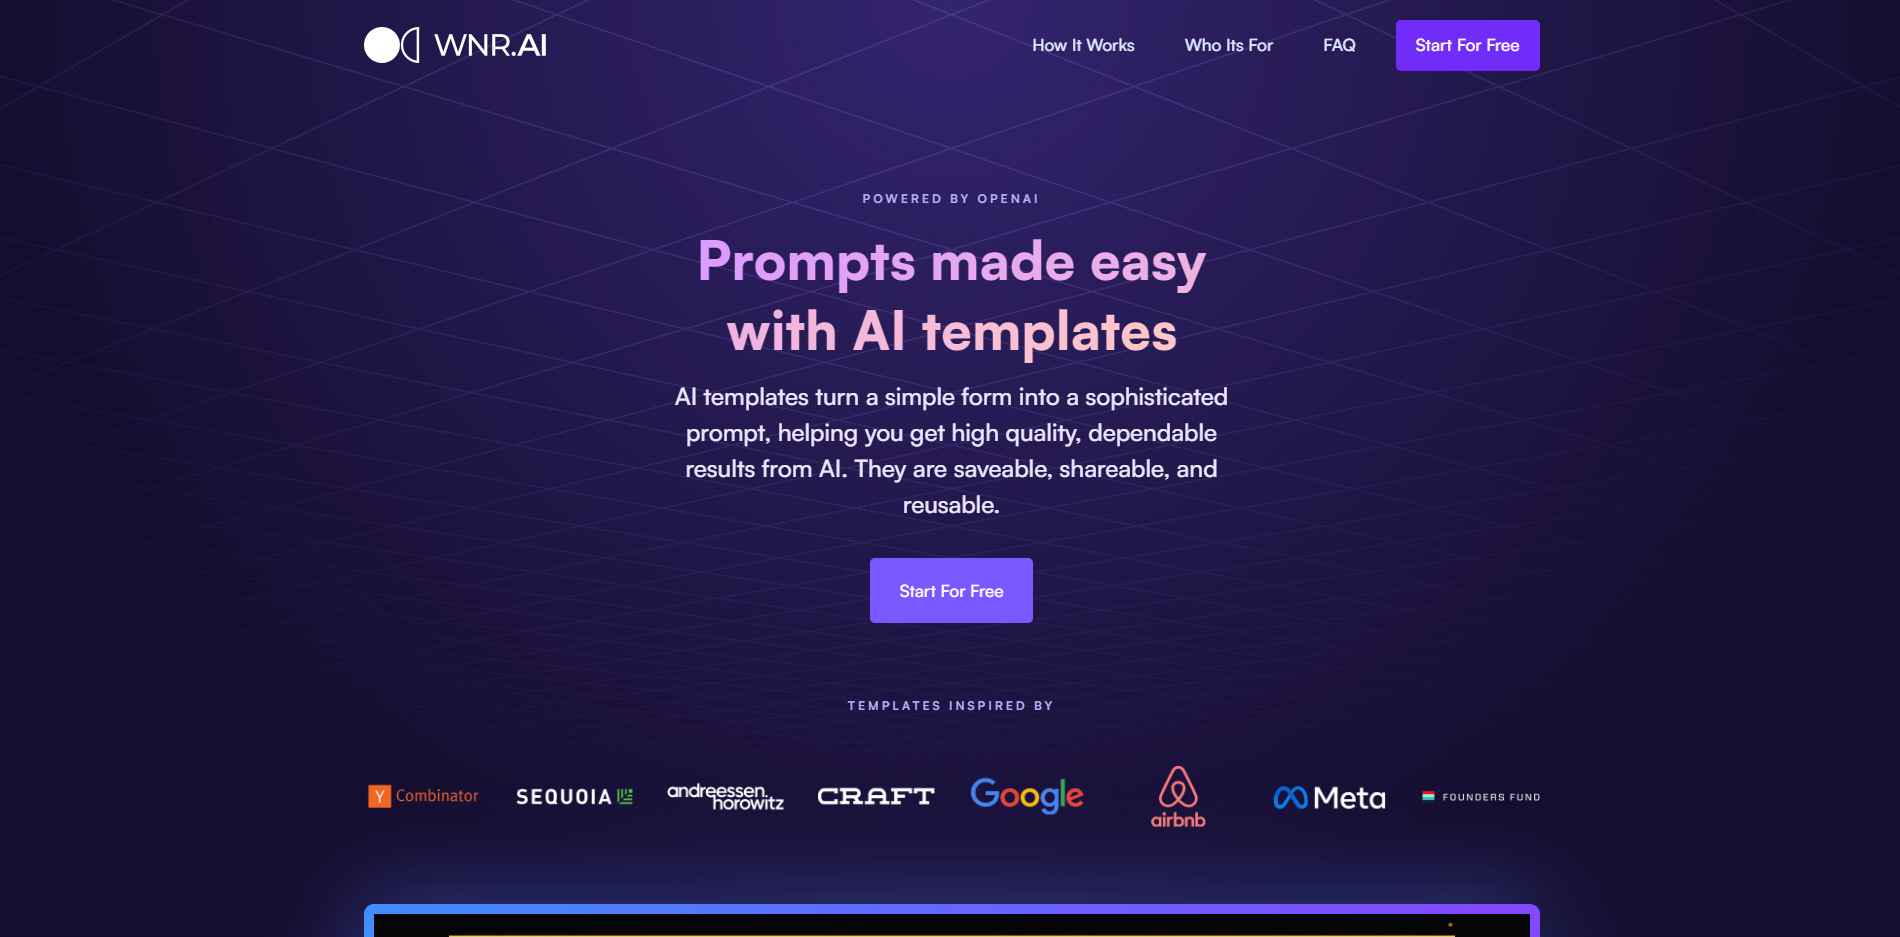 WNR.AI
How It Works
Who Its For
FAQ
Start For Free
POWERED BY OPENAI
Prompts made easy
with AI templates
AI templates turn a simple form into a sophisticated
prompt, helping you get high quality, dependable
results from AI. They are saveable, shareable, and
reusable.
Start For Free
TEMPLATES INSPIRED BY
Y Combinator
SEQUOIA
andreessen.
horowitz
CRAFT
Google
airbnb
Meta
FOUNDERS FUND